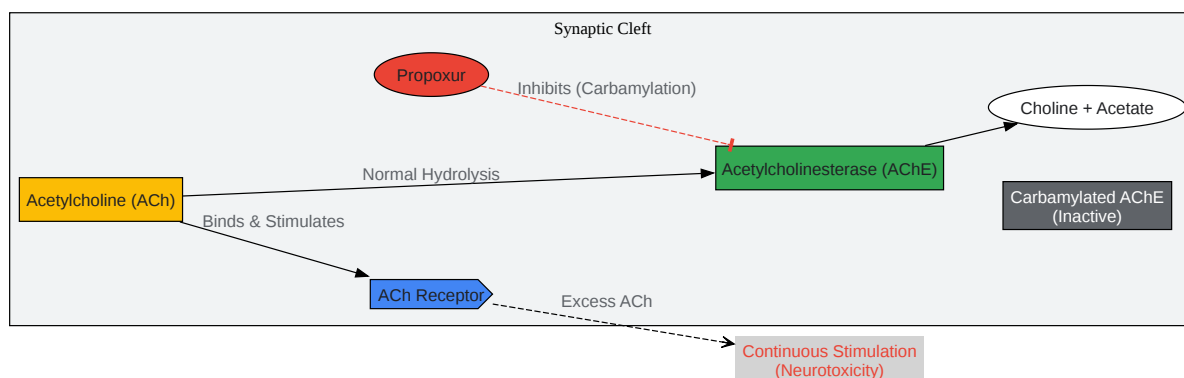 Synaptic Cleft
Propoxur
Inhibits (Carbamylation)
Choline + Acetate
Acetylcholinesterase (AChE)
Normal Hydrolysis
Acetylcholine (ACh)
Carbamylated AChE
(Inactive)
Binds & Stimulates
ACh Receptor
Excess ACh
Continuous Stimulation
(Neurotoxicity)